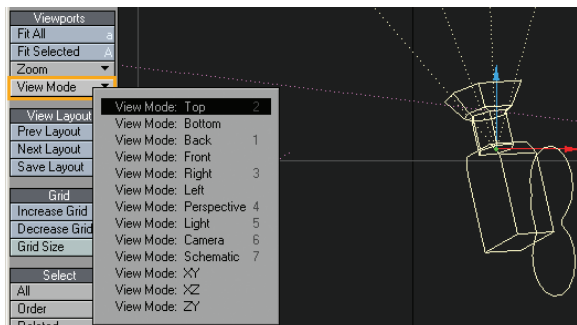 Viewports
Fit All a
Fit Selected A
Zoom
View Mode
View Layout
Prev Layout
Next Layout
Save Layout
Grid
Increase Grid
Decrease Grid
Grid Size
Select
All
Order
View Mode: Top 2
View Mode: Bottom
View Mode: Back 1
View Mode: Front
View Mode: Right 3
View Mode: Left
View Mode: Perspective 4
View Mode: Light 5
View Mode: Camera 6
View Mode: Schematic 7
View Mode: XY
View Mode: XZ
View Mode: ZY